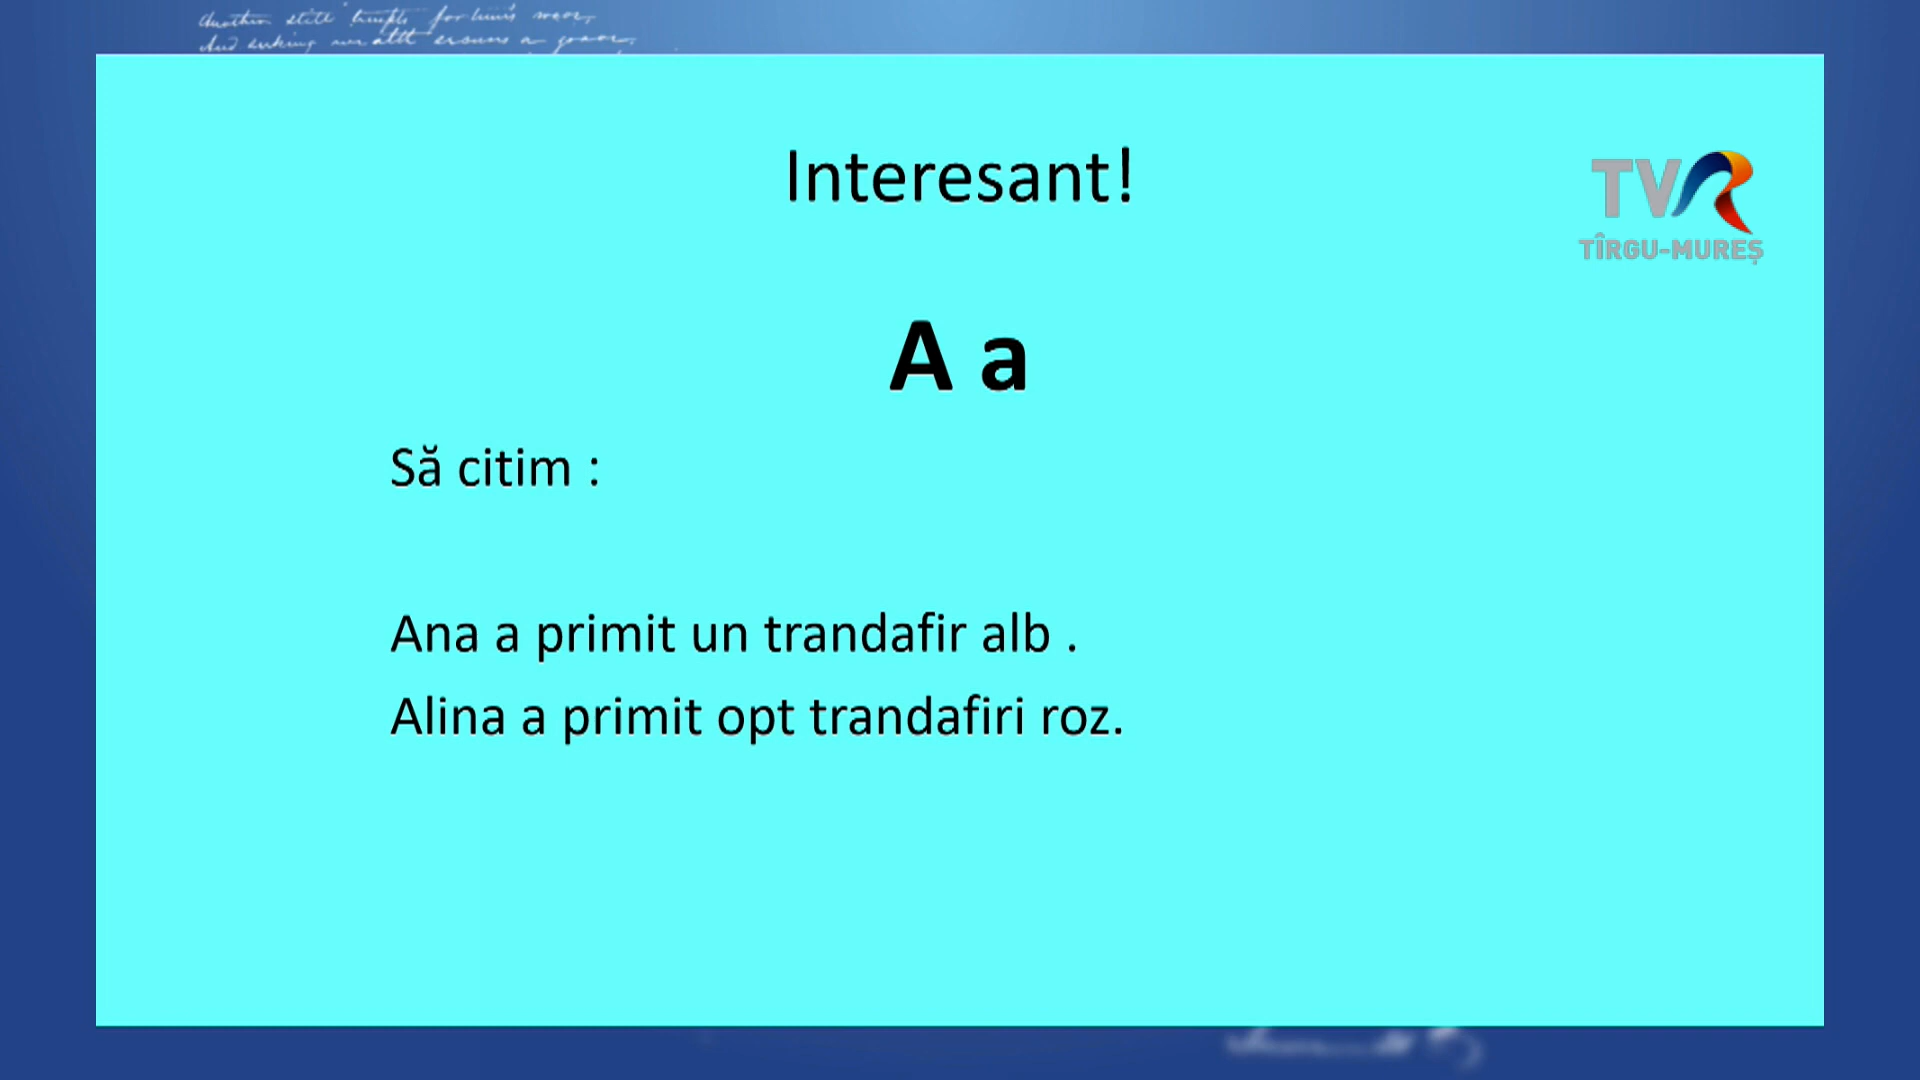 Interesant!
TVR
TÎRGU-MUREȘ
A a
Să citim :
Ana a primit un trandafir alb .
Alina a primit opt trandafiri roz.